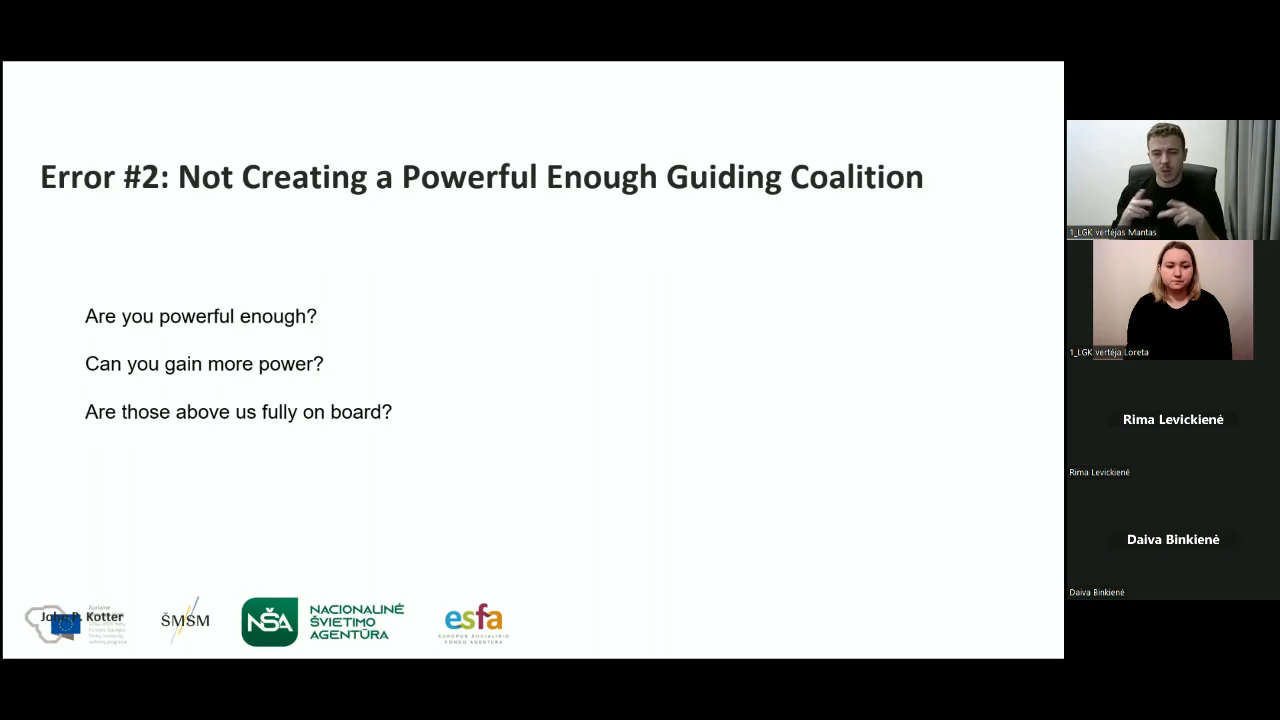 Error #2: Not Creating a Powerful Enough Guiding Coalition
Are you powerful enough?
Can you gain more power?
Are those above us fully on board?
John P. Kotter
ŠMSM
NŠA
NACIONALINĖ
ŠVIETIMO
AGENTŪRA
esfa
EUROPOS SOCIALINIO
FONDO AGENTŪRA
1_LGK vertėjas Mantas
1_LGK vertėja Loreta
Rima Levickienė
Rima Levickienė
Daiva Binkienė
Daiva Binkienė